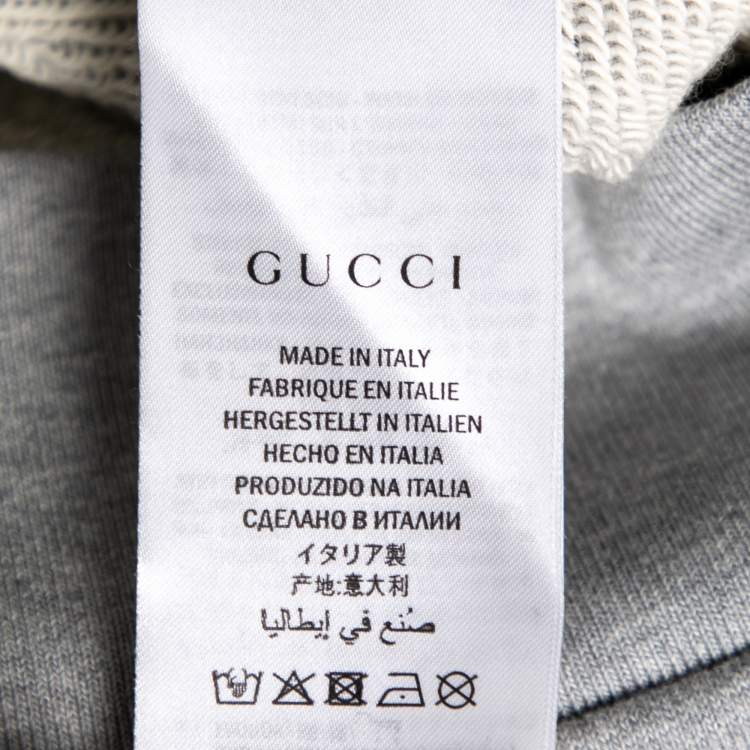 GUCCI
MADE IN ITALY
FABRIQUE EN ITALIE
HERGESTELLT IN ITALIEN
HECHO EN ITALIA
PRODUZIDO NA ITALIA
СДЕЛАНО В ИТАЛИИ
イタリア製
产地:意大利
صُنع في إيطاليا